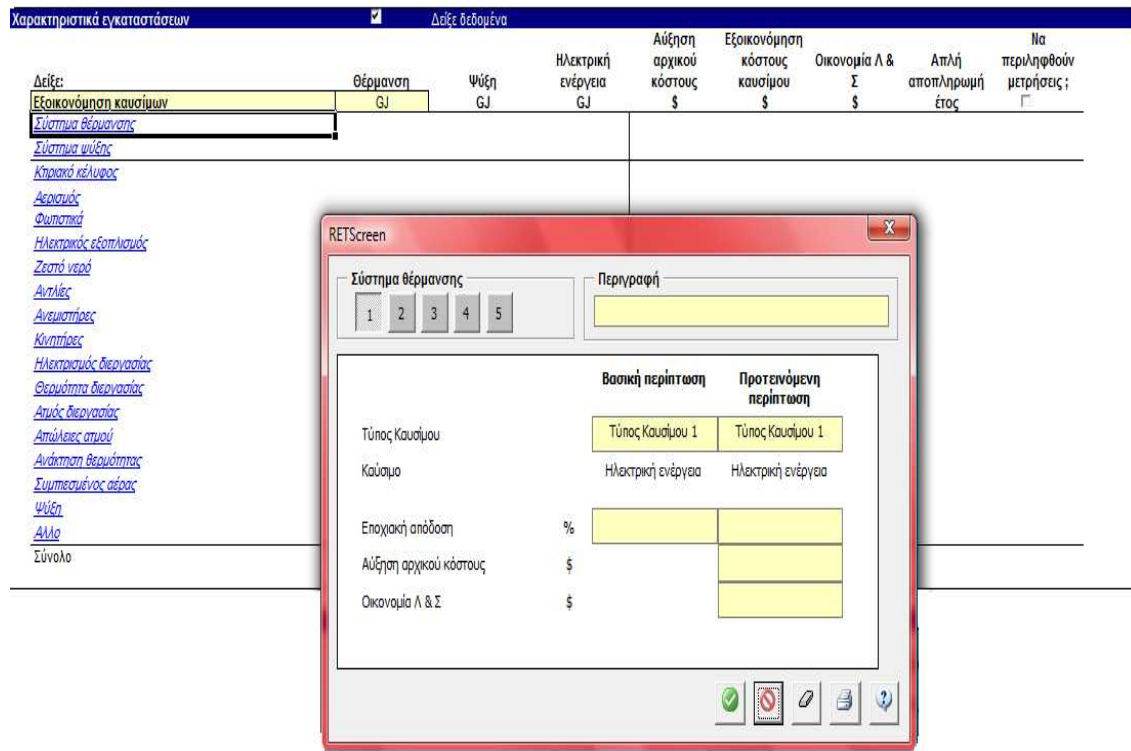 Χαρακτηριστικά εγκαταστάσεων Δείξε δεδομένα
Δείξε: Θέρμανση Ψύξη Ηλεκτρική ενέργεια Αύξηση αρχικού κόστους Εξοικονόμηση κόστους καυσίμου Οικονομία Λ & Σ Απλή αποπληρωμή Να περιληφθούν μετρήσεις ;
Εξοικονόμηση καυσίμων GJ GJ GJ $ $ $ έτος
Σύστημα θέρμανσης
Σύστημα ψύξης
Κτιριακό κέλυφος
Αερισμός
Φωτιστικά
Ηλεκτρικός εξοπλισμός
Ζεστό νερό
Αντλίες
Ανεμιστήρες
Κινητήρες
Ηλεκτρισμός διεργασίας
Θερμότητα διεργασίας
Ατμός διεργασίας
Απώλειες ατμού
Ανάκτηση θερμότητας
Συμπιεσμένος αέρας
Ψύξη
Αλλο
Σύνολο
RETScreen X
Σύστημα θέρμανσης Περιγραφή
1 2 3 4 5
Βασική περίπτωση Προτεινόμενη περίπτωση
Τύπος Καυσίμου Τύπος Καυσίμου 1 Τύπος Καυσίμου 1
Καύσιμο Ηλεκτρική ενέργεια Ηλεκτρική ενέργεια
Εποχιακή απόδοση %
Αύξηση αρχικού κόστους $
Οικονομία Λ & Σ $